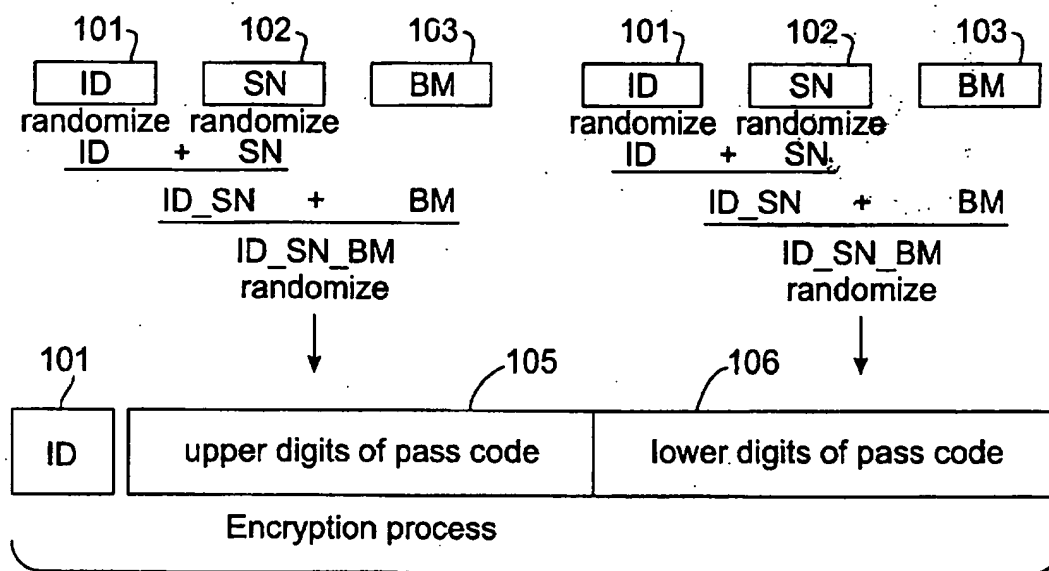 101 102 103 101 102 103
ID SN BM ID SN BM
randomize randomize randomize randomize
ID + SN ID + SN
ID_SN + BM ID_SN + BM
ID_SN_BM ID_SN_BM
randomize randomize
101 105 106
ID upper digits of pass code lower digits of pass code
Encryption process